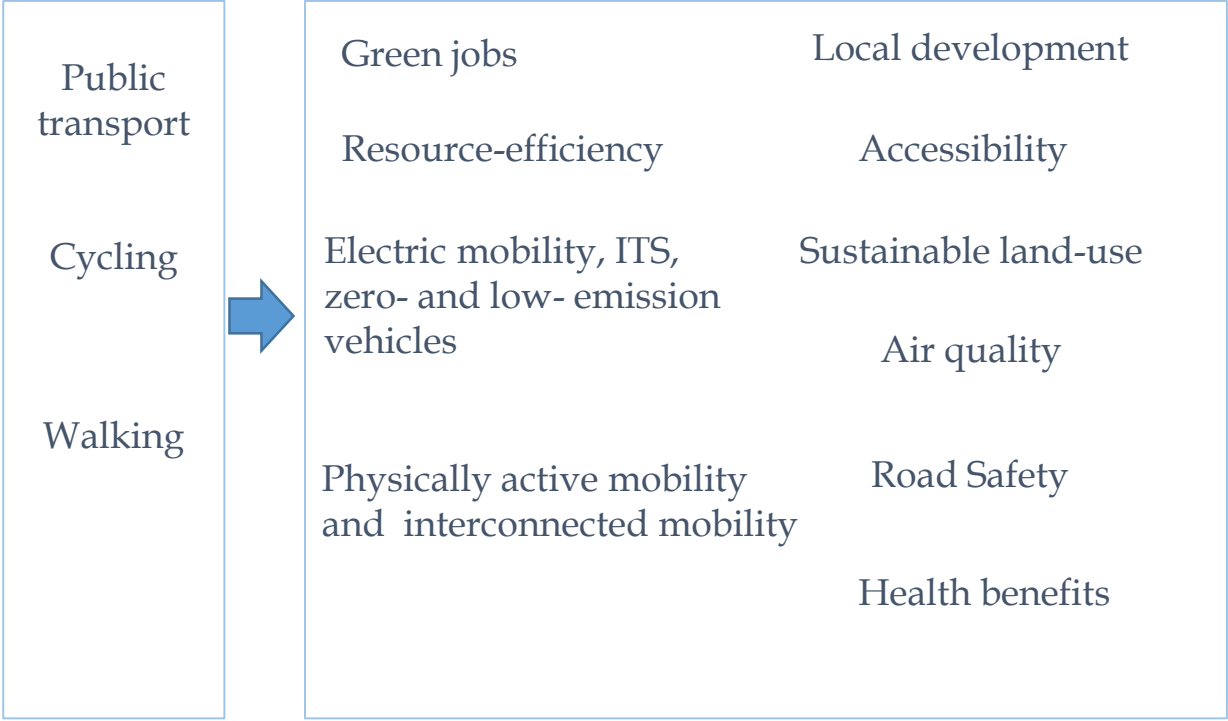 Public
transport
Cycling
Walking
Green jobs
Resource-efficiency
Electric mobility, ITS,
zero- and low- emission
vehicles
Physically active mobility
and  interconnected mobility
Local development
Accessibility
Sustainable land-use
Air quality
Road Safety
Health benefits